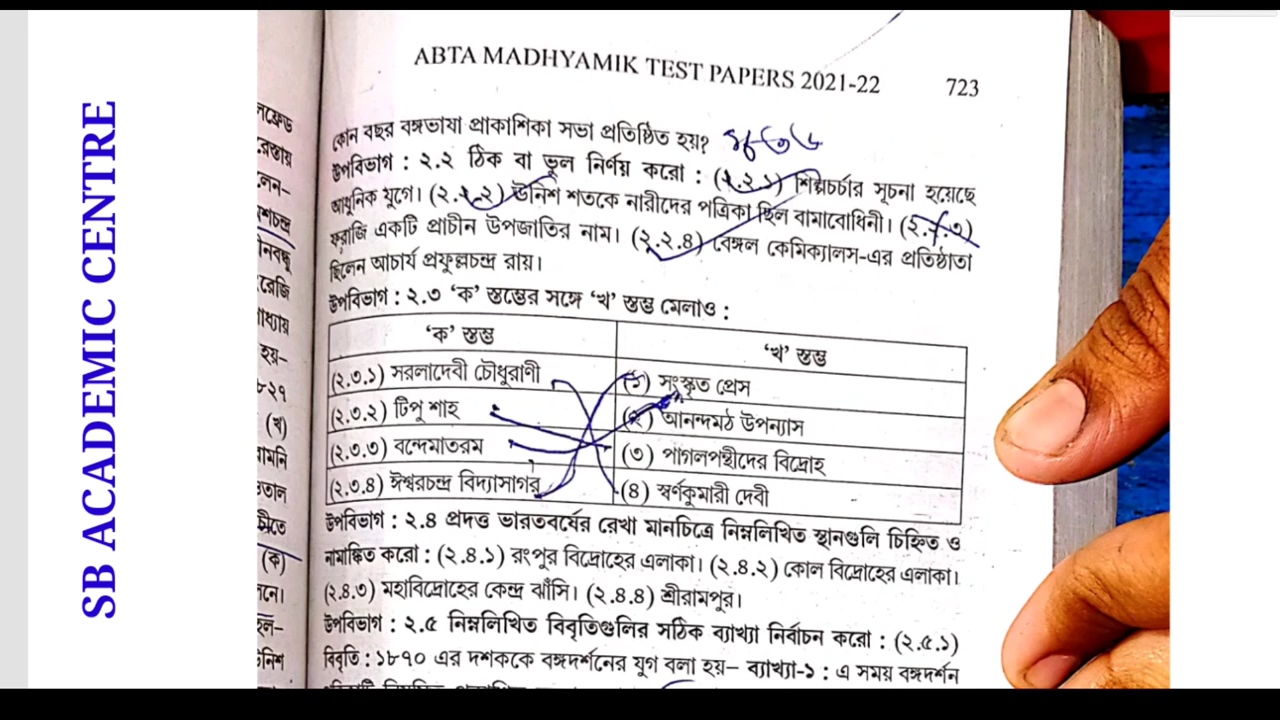 SB ACADEMIC CENTRE
ABTA MADHYAMIK TEST PAPERS 2021-22 723
কোন বছর বঙ্গভাষা প্রাকাশিকা সভা প্রতিষ্ঠিত হয়? ১৮৩৬
উপবিভাগ : ২.২ ঠিক বা ভুল নির্ণয় করো : (২.২.১) শিল্পচর্চার সূচনা হয়েছে
আধুনিক যুগে। (২.২.২) উনিশ শতকে নারীদের পত্রিকা ছিল বামাবোধিনী। (২.২.৩)
ফরাজি একটি প্রাচীন উপজাতির নাম। (২.২.৪) বেঙ্গল কেমিক্যালস-এর প্রতিষ্ঠাতা
ছিলেন আচার্য প্রফুল্লচন্দ্র রায়।
উপবিভাগ : ২.৩ ‘ক’ স্তম্ভের সঙ্গে ‘খ’ স্তম্ভ মেলাও :
‘ক’ স্তম্ভ ‘খ’ স্তম্ভ
(২.৩.১) সরলাদেবী চৌধুরাণী (১) সংস্কৃত প্রেস
(২.৩.২) টিপু শাহ (২) আনন্দমঠ উপন্যাস
(২.৩.৩) বন্দেমাতরম (৩) পাগলপন্থীদের বিদ্রোহ
(২.৩.৪) ঈশ্বরচন্দ্র বিদ্যাসাগর (৪) স্বর্ণকুমারী দেবী
উপবিভাগ : ২.৪ প্রদত্ত ভারতবর্ষের রেখা মানচিত্রে নিম্নলিখিত স্থানগুলি চিহ্নিত ও
নামাঙ্কিত করো : (২.৪.১) রংপুর বিদ্রোহের এলাকা। (২.৪.২) কোল বিদ্রোহের এলাকা।
(২.৪.৩) মহাবিদ্রোহের কেন্দ্র ঝাঁসি। (২.৪.৪) শ্রীরামপুর।
উপবিভাগ : ২.৫ নিম্নলিখিত বিবৃতিগুলির সঠিক ব্যাখ্যা নির্বাচন করো : (২.৫.১)
বিবৃতি : ১৮৭০ এর দশককে বঙ্গদর্শনের যুগ বলা হয়– ব্যাখ্যা-১ : এ সময় বঙ্গদর্শন